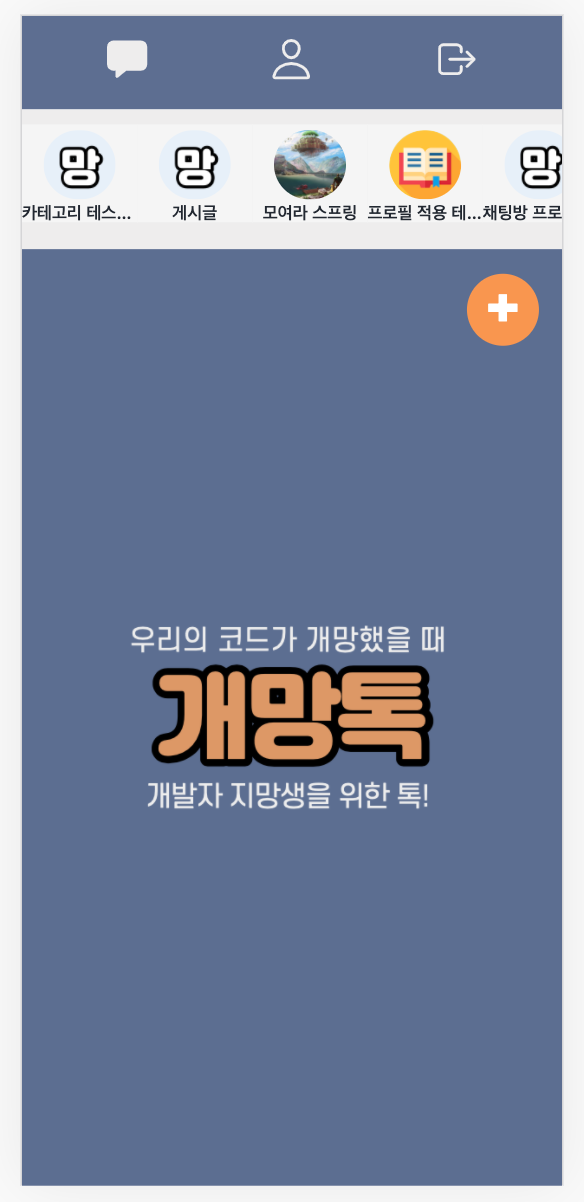 망
망
망
카테고리 테스...
게시글
모여라 스프링
프로필 적용 테...
채팅방 프로
우리의 코드가 개망했을 때
개망톡
개발자 지망생을 위한 톡!